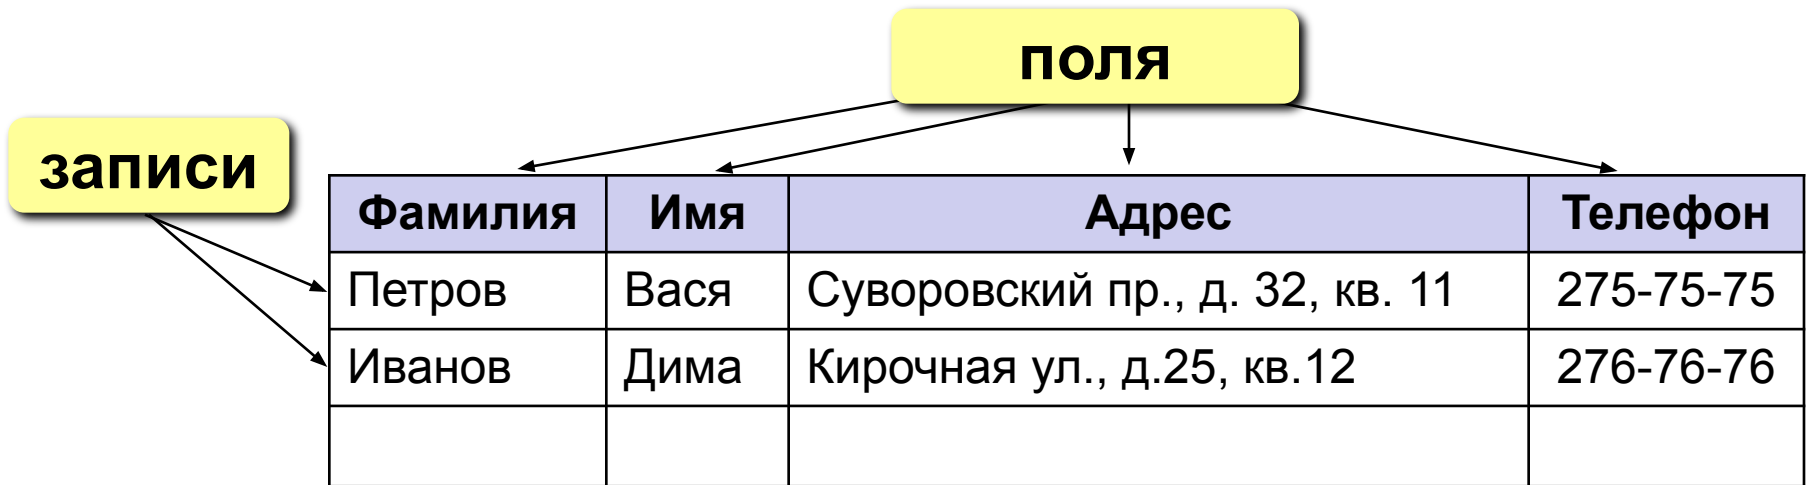 поля
записи
Фамилия Имя Адрес Телефон
Петров Вася Суворовский пр., д. 32, кв. 11 275-75-75
Иванов Дима Кирочная ул., д.25, кв.12 276-76-76